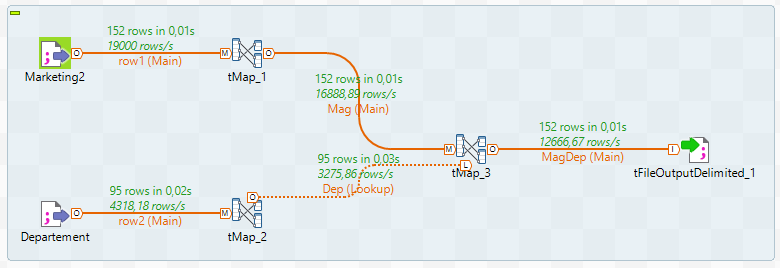 152 rows in 0,01s
19000 rows/s
row1 (Main)
O
M
O
Marketing2
tMap_1
152 rows in 0,01s
16888,89 rows/s
Mag (Main)
152 rows in 0,01s
12666,67 rows/s
MagDep (Main)
M
O
I
L
tMap_3
tFileOutputDelimited_1
95 rows in 0,03s
3275,86 rows/s
Dep (Lookup)
95 rows in 0,02s
4318,18 rows/s
row2 (Main)
O
M
O
Departement
tMap_2